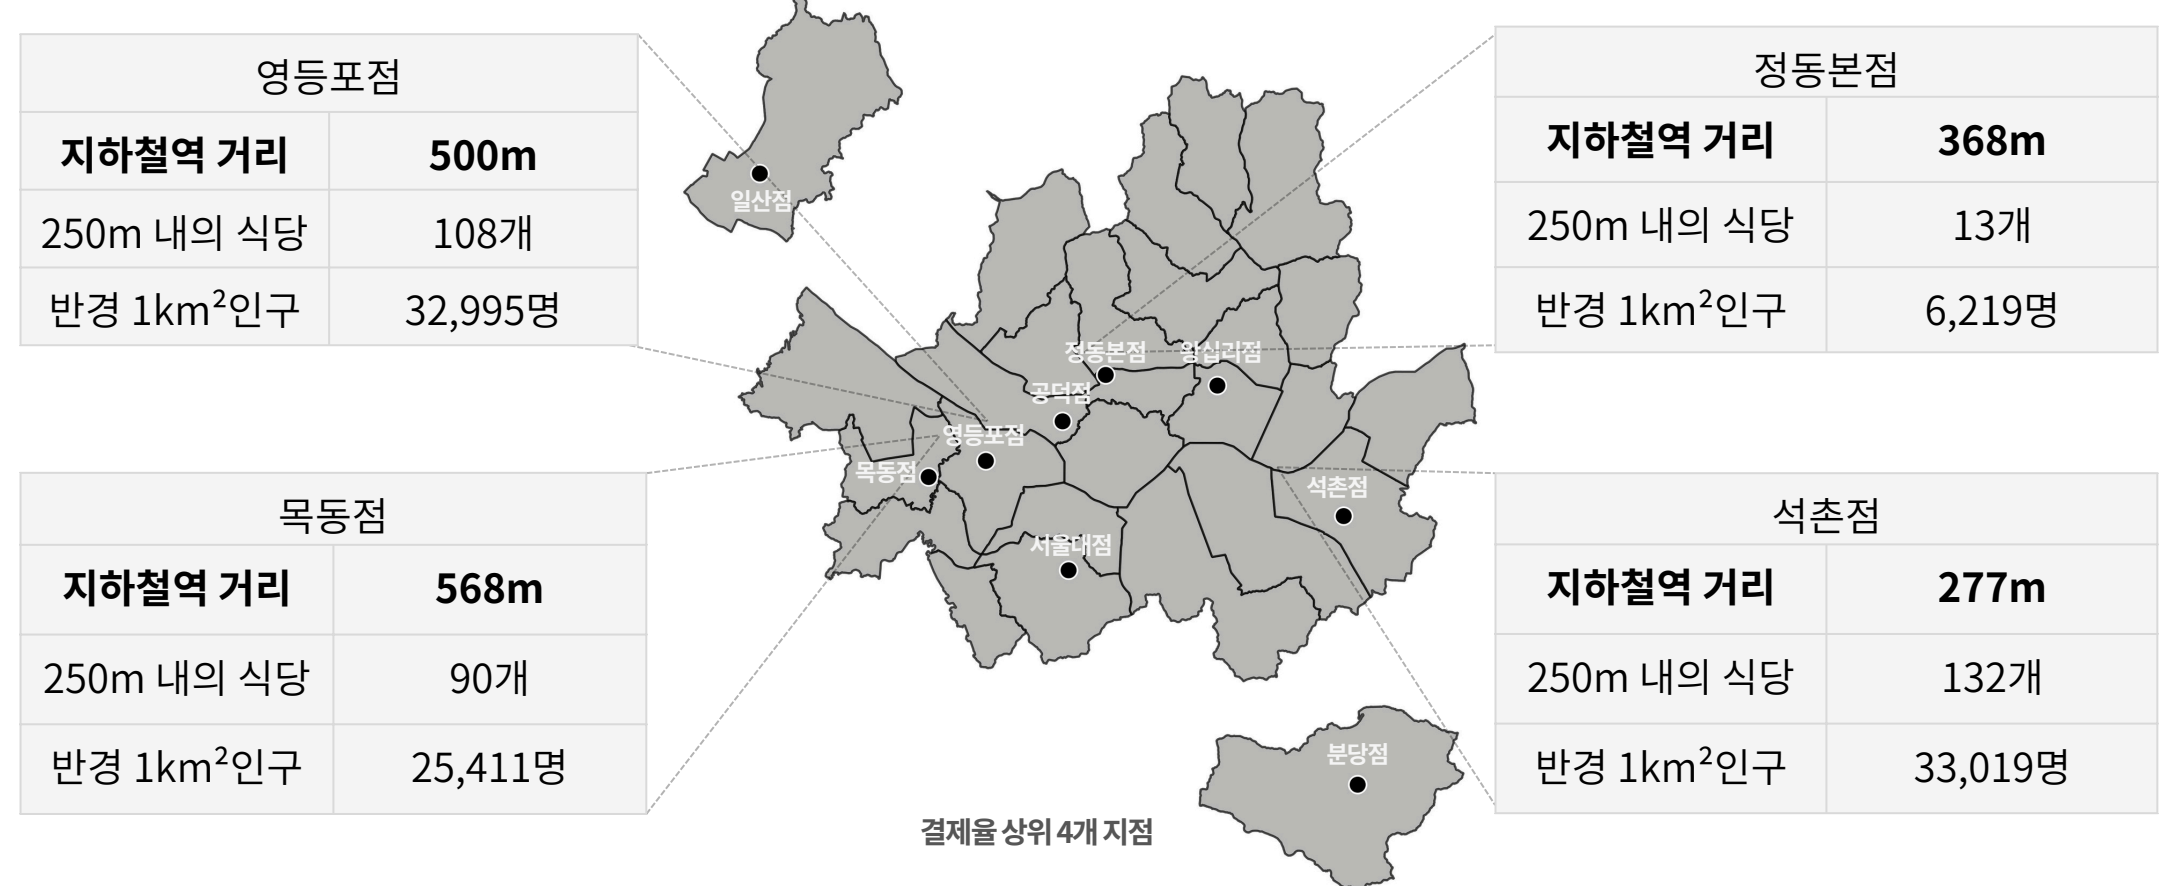 영등포점
지하철역 거리 500m
250m 내의 식당 108개
반경 1km²인구 32,995명
정동본점
지하철역 거리 368m
250m 내의 식당 13개
반경 1km²인구 6,219명
일산점
정동본점
왕십리점
공덕점
영등포점
목동점
석촌점
서울대점
분당점
목동점
지하철역 거리 568m
250m 내의 식당 90개
반경 1km²인구 25,411명
석촌점
지하철역 거리 277m
250m 내의 식당 132개
반경 1km²인구 33,019명
결제율 상위 4개 지점